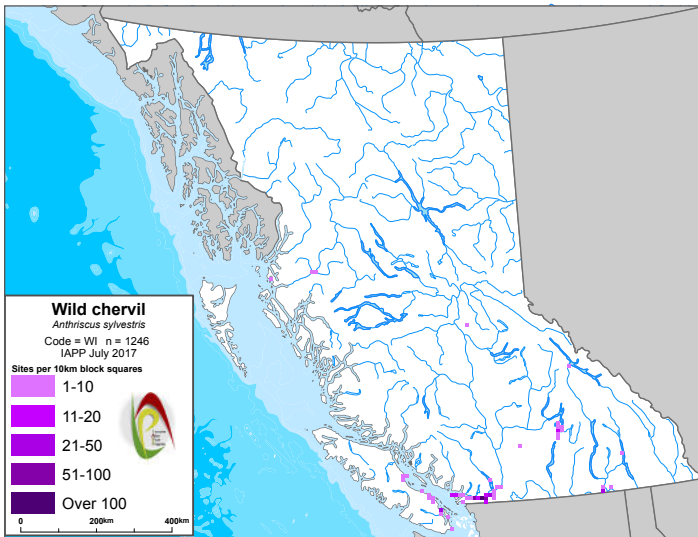 Wild chervil
Anthriscus sylvestris
Code = WI n = 1246
IAPP July 2017
Sites per 10km block squares
1-10
11-20
21-50
51-100
Over 100
0 200km 400km